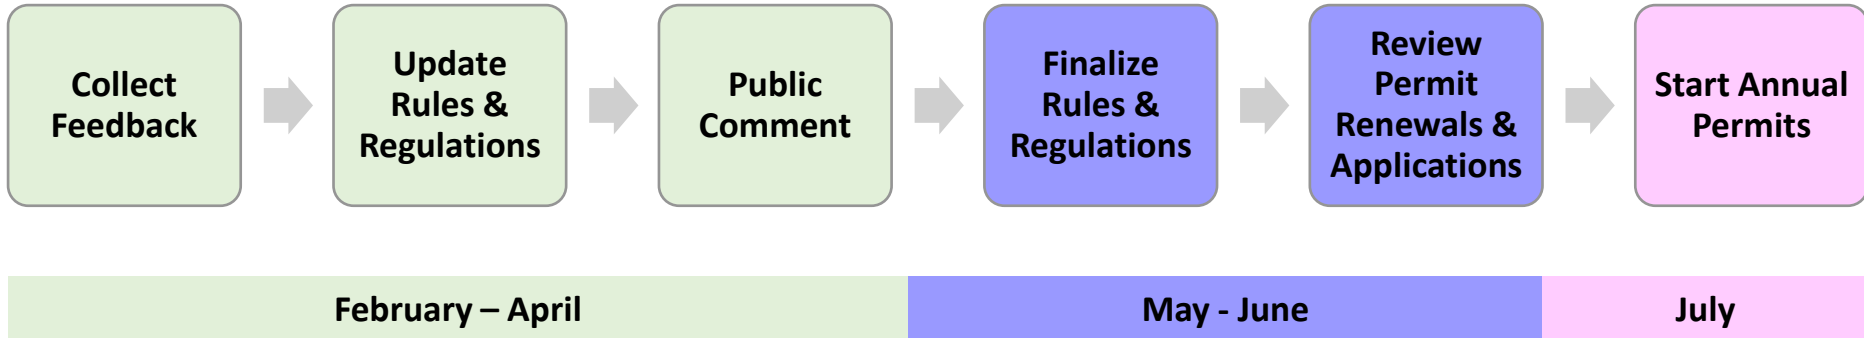 Collect
Feedback
Update
Rules &
Regulations
Public
Comment
Finalize
Rules &
Regulations
Review
Permit
Renewals &
Applications
Start Annual
Permits
February – April
May - June
July